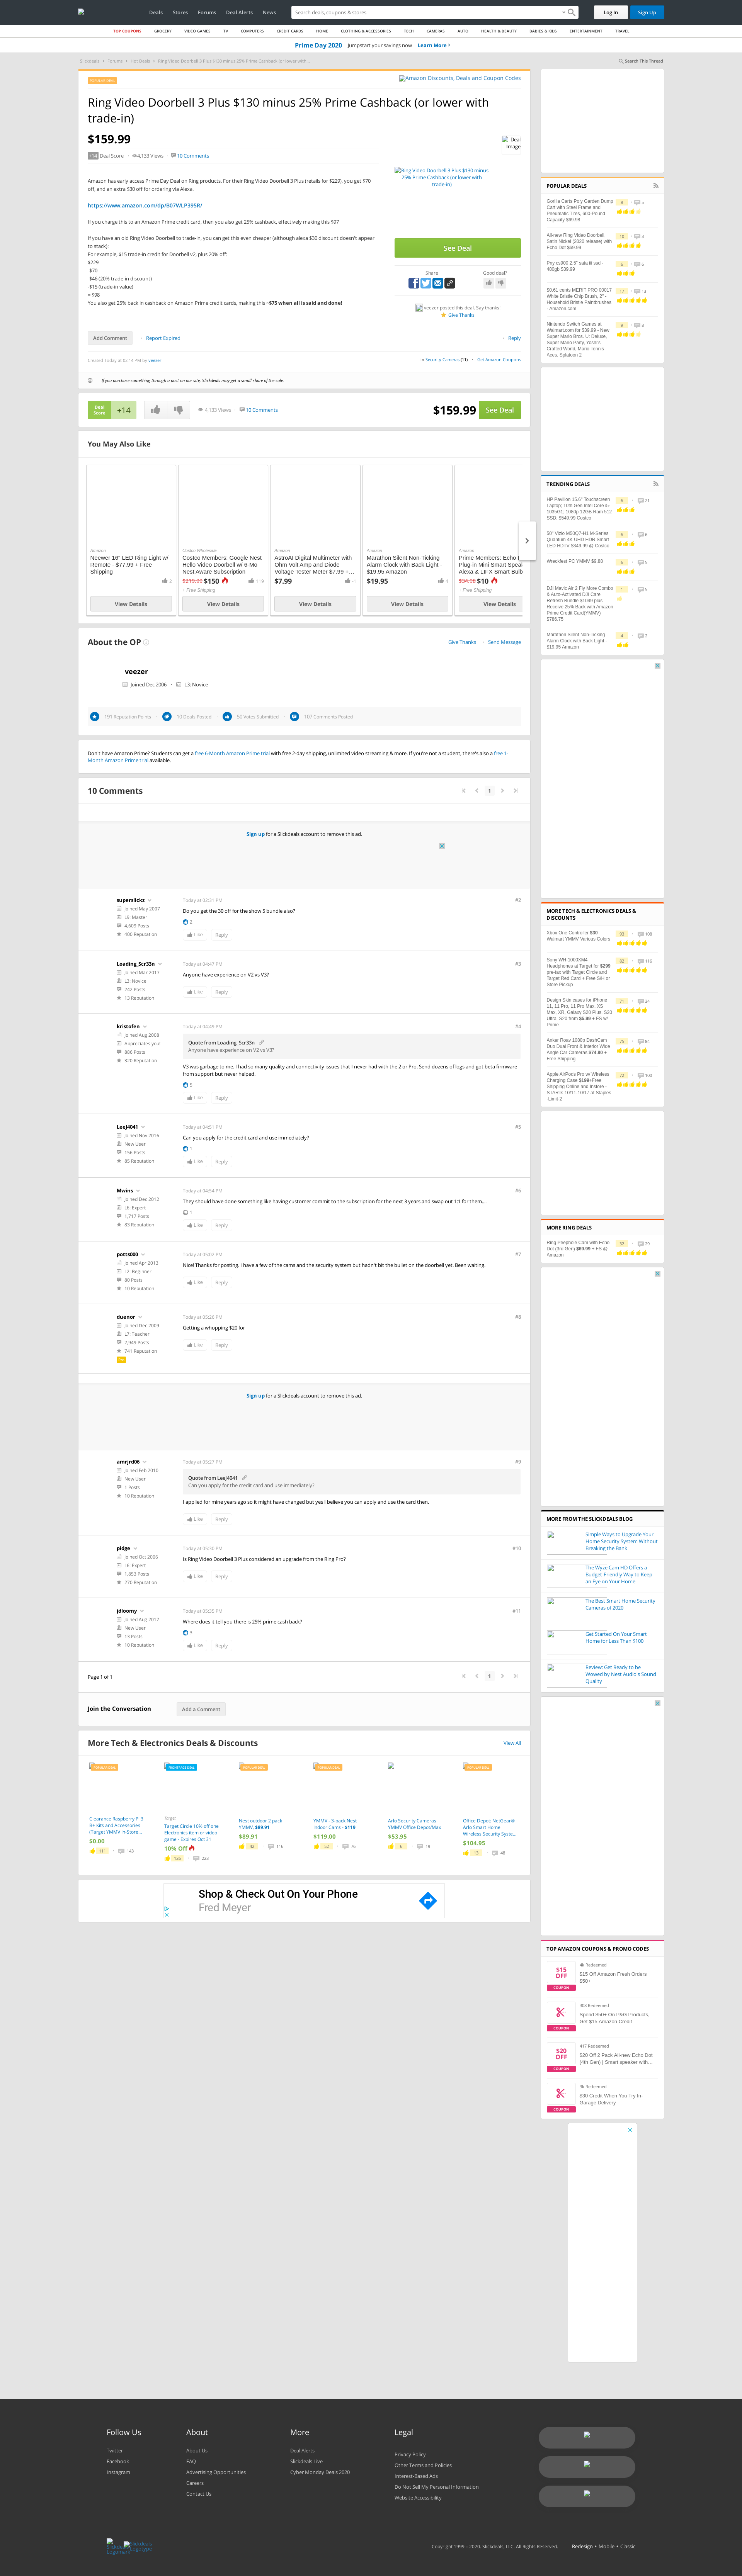 Deals
Stores
Forums
Deal Alerts
News
Search deals, coupons & stores
Log In
Sign Up
TOP COUPONS
GROCERY
VIDEO GAMES
TV
COMPUTERS
CREDIT CARDS
HOME
CLOTHING & ACCESSORIES
TECH
CAMERAS
AUTO
HEALTH & BEAUTY
BABIES & KIDS
ENTERTAINMENT
TRAVEL
Prime Day 2020 Jumpstart your savings now Learn More
Slickdeals > Forums > Hot Deals > Ring Video Doorbell 3 Plus $130 minus 25% Prime Cashback (or lower with...
Search This Thread
Amazon Discounts, Deals and Coupon Codes
Ring Video Doorbell 3 Plus $130 minus 25% Prime Cashback (or lower with
trade-in)
$159.99
+14 Deal Score
4,133 Views
10 Comments
Deal image
Amazon has early access Prime Day Deal on Ring products. For their Ring Video Doorbell 3 Plus (retails for $229), you get $70
off, and an extra $30 off for ordering via Alexa.
https://www.amazon.com/dp/B07WLP395R/
If you charge this to an Amazon Prime credit card, then you also get 25% cashback, effectively making this $97
If you have an old Ring Video Doorbell to trade-in, you can get this even cheaper (although alexa $30 discount doesn't appear
to stack):
For example, $15 trade-in credit for Doorbell v2, plus 20% off:
$229
-$70
-$46 (20% trade in discount)
-$15 (trade-in value)
= $98
You also get 25% back in cashback on Amazon Prime credit cards, making this ~$75 when all is said and done!
Ring Video Doorbell 3 Plus $130 minus 25% Prime Cashback (or lower with trade-in)
See Deal
Share
Good deal?
veezer posted this deal. Say thanks!
Give Thanks
Add Comment
Report Expired
Reply
Created Today at 02:14 PM by veezer
in Security Cameras (11)
Get Amazon Coupons
If you purchase something through a post on our site, Slickdeals may get a small share of the sale.
Deal Score
+14
4,133 Views
10 Comments
$159.99
See Deal
You May Also Like
Amazon
Neewer 16" LED Ring Light w/
Remote - $77.99 + Free
Shipping
2
View Details
Costco Wholesale
Costco Members: Google Nest
Hello Video Doorbell w/ 6-Mo
Nest Aware Subscription
$219.99 $150
+ Free Shipping
View Details
Amazon
AstroAI Digital Multimeter with
Ohm Volt Amp and Diode
Voltage Tester Meter $7.99 +...
$7.99
View Details
Amazon
Marathon Silent Non-Ticking
Alarm Clock with Back Light -
$19.95 Amazon
$19.95
4
View Details
Amazon
Prime Members: Echo
Plug-in Mini Smart Speak
Alexa & LIFX Smart Bulb
$34.98 $10
+ Free Shipping
View Details
About the OP
Give Thanks
Send Message
veezer
Joined Dec 2006
L3: Novice
191 Reputation Points
10 Deals Posted
30 Votes Submitted
107 Comments Posted
Don't have Amazon Prime? Students can get a free 6-Month Amazon Prime trial with free 2-day shipping, unlimited video streaming & more. If you're not a student, there's also a free 1-
Month Amazon Prime trial available.
10 Comments
1
Sign up for a Slickdeals account to remove this ad.
superslickz
Joined May 2007
L9: Master
4,609 Posts
400 Reputation
Today at 02:31 PM
#2
Do you get the 30 off for the show 5 bundle also?
2
Like
Reply
Loading_Scr33n
Joined Mar 2017
L3: Novice
242 Posts
13 Reputation
Today at 04:47 PM
#3
Anyone have experience on V2 vs V3?
Like
Reply
kristofen
Joined Aug 2008
Appreciates you!
886 Posts
320 Reputation
Today at 04:49 PM
#4
Quote from Loading_Scr33n
Anyone have experience on V2 vs V3?
V3 was garbage to me. I had to so many quality and connectivity issues that I never had with the 2 or Pro. Send dozens of logs and get beta firmware
from support but never helped.
5
Like
Reply
LeeJ4041
Joined Nov 2016
New User
156 Posts
85 Reputation
Today at 04:51 PM
#5
Can you apply for the credit card and use immediately?
1
Like
Reply
Mwins
Joined Dec 2012
L6: Expert
1,717 Posts
83 Reputation
Today at 04:54 PM
#6
They should have done something like having customer commit to the subscription for the next 3 years and swap out 1:1 for them....
1
Like
Reply
potts000
Joined Apr 2013
L2: Beginner
80 Posts
10 Reputation
Today at 05:02 PM
#7
Nice! Thanks for posting. I have a few of the cams and the security system but hadn't bit the bullet on the doorbell yet. Been waiting.
Like
Reply
duenor
Joined Dec 2009
L7: Teacher
2,949 Posts
741 Reputation
Pro
Today at 05:26 PM
#8
Getting a whopping $20 for
Like
Reply
Sign up for a Slickdeals account to remove this ad.
amrjrd06
Joined Feb 2010
New User
1 Posts
10 Reputation
Today at 05:27 PM
#9
Quote from LeeJ4041
Can you apply for the credit card and use immediately?
I applied for mine years ago so it might have changed but yes I believe you can apply and use the card then.
Like
Reply
pidge
Joined Oct 2006
L6: Expert
1,853 Posts
270 Reputation
Today at 05:30 PM
#10
Is Ring Video Doorbell 3 Plus considered an upgrade from the Ring Pro?
Like
Reply
jdloomy
Joined Aug 2017
New User
13 Posts
10 Reputation
Today at 05:35 PM
#11
Where does it tell you there is 25% prime cash back?
3
Like
Reply
Page 1 of 1
1
Join the Conversation
Add a Comment
More Tech & Electronics Deals & Discounts
View All
Clearance Raspberry Pi 3
B+ Kits and Accessories
(Target YMMV In-Store...
$0.00
111
143
FRONTPAGE DEAL
Target
Target Circle 10% off one
Electronics item or video
game - Expires Oct 31
10% Off
126
223
Nest outdoor 2 pack
YMMV. $89.91
$89.91
42
116
YMMV - 3-pack Nest
Indoor Cams - $119
$119.00
52
76
Arlo Security Cameras
YMMV Office Depot/Max
$53.95
6
19
Office Depot: NetGear®
Arlo Smart Home
Wireless Security Syste...
$104.95
13
48
Shop & Check Out On Your Phone
Fred Meyer
POPULAR DEALS
Gorilla Carts Poly Garden Dump
Cart with Steel Frame and
Pneumatic Tires, 600-Pound
Capacity $69.98
All-new Ring Video Doorbell,
Satin Nickel (2020 release) with
Echo Dot $69.99
Pny cs900 2.5" sata iii ssd -
480gb $39.99
$0.61 cents MERIT PRO 00017
White Bristle Chip Brush, 2" -
Household Bristle Paintbrushes
- Amazon.com
17
13
Nintendo Switch Games at
Walmart.com for $39.99 - New
Super Mario Bros. U: Deluxe,
Super Mario Party, Yoshi's
Crafted World, Mario Tennis
Aces, Splatoon 2
TRENDING DEALS
HP Pavilion 15.6" Touchscreen
Laptop: 10th Gen Intel Core i5-
1035G1, 1080p 12GB Ram 512
SSD. $549.99 Costco
21
50" Vizio M50Q7-H1 M-Series
Quantum 4K UHD HDR Smart
LED HDTV $349.99 @ Costco
Wreckfest PC YMMV $9.88
DJI Mavic Air 2 Fly More Combo
& Auto-Activated DJI Care
Refresh Bundle $1049 plus
Receive 25% Back with Amazon
Prime Credit Card(YMMV)
$786.75
Marathon Silent Non Ticking
Alarm Clock with Back Light -
$19.95 Amazon
MORE TECH & ELECTRONICS DEALS &
DISCOUNTS
Xbox One Controller $30
Walmart YMMV Various Colors
93
108
Sony WH-1000XM4
Headphones at Target for $299
pre-tax with Target Circle and
Target Red Card + Free S/H or
Store Pickup
82
116
Design Skin cases for iPhone
11, 11 Pro, 11 Pro Max, XS
Max, XR, Galaxy S20 Plus, S20
Ultra, S20 from $5.99 + FS w/
Prime
71
34
Anker Roav 1080p DashCam
Duo Dual Front & Interior Wide
Angle Car Cameras $74.80 +
Free Shipping
75
84
Apple AirPods Pro w/ Wireless
Charging Case $199+Free
Shipping Online and Instore -
STARTs 10/11-10/17 at Staples
-Lens-2
72
100
MORE RING DEALS
Ring Peephole Cam with Echo
Dot (3rd Gen) $69.99 + FS @
Amazon
32
29
MORE FROM THE SLICKDEALS BLOG
Simple Ways to Upgrade Your
Home Security System Without
Breaking the Bank
The Wyze Cam HD Offers a
Budget-Friendly Way to Keep
an Eye on Your Home
The Best Smart Home Security
Cameras of 2020
Get Started On Your Smart
Home for Less Than $100
Review: Get Ready to be
Wowed by Nest Audio's Sound
Quality
TOP AMAZON COUPONS & PROMO CODES
$15
OFF
COUPON
4k Redeemed
$15 Off Amazon Fresh Orders
$50+
COUPON
308 Redeemed
Spend $50+ On P&G Products,
Get $15 Amazon Credit
$20
OFF
COUPON
417 Redeemed
$20 Off 2 Pack All-new Echo Dot
(4th Gen) | Smart speaker with...
COUPON
1k Redeemed
$30 Credit When You Try In-
Garage Delivery
Follow Us
Twitter
Facebook
Instagram
About
About Us
FAQ
Advertising Opportunities
Careers
Contact Us
More
Deal Alerts
Slickdeals Live
Cyber Monday Deals 2020
Legal
Privacy Policy
Other Terms and Policies
Interest-Based Ads
Do Not Sell My Personal Information
Website Accessibility
Copyright 1999 - 2020. Slickdeals, LLC. All Rights Reserved.
Redesign • Mobile • Classic